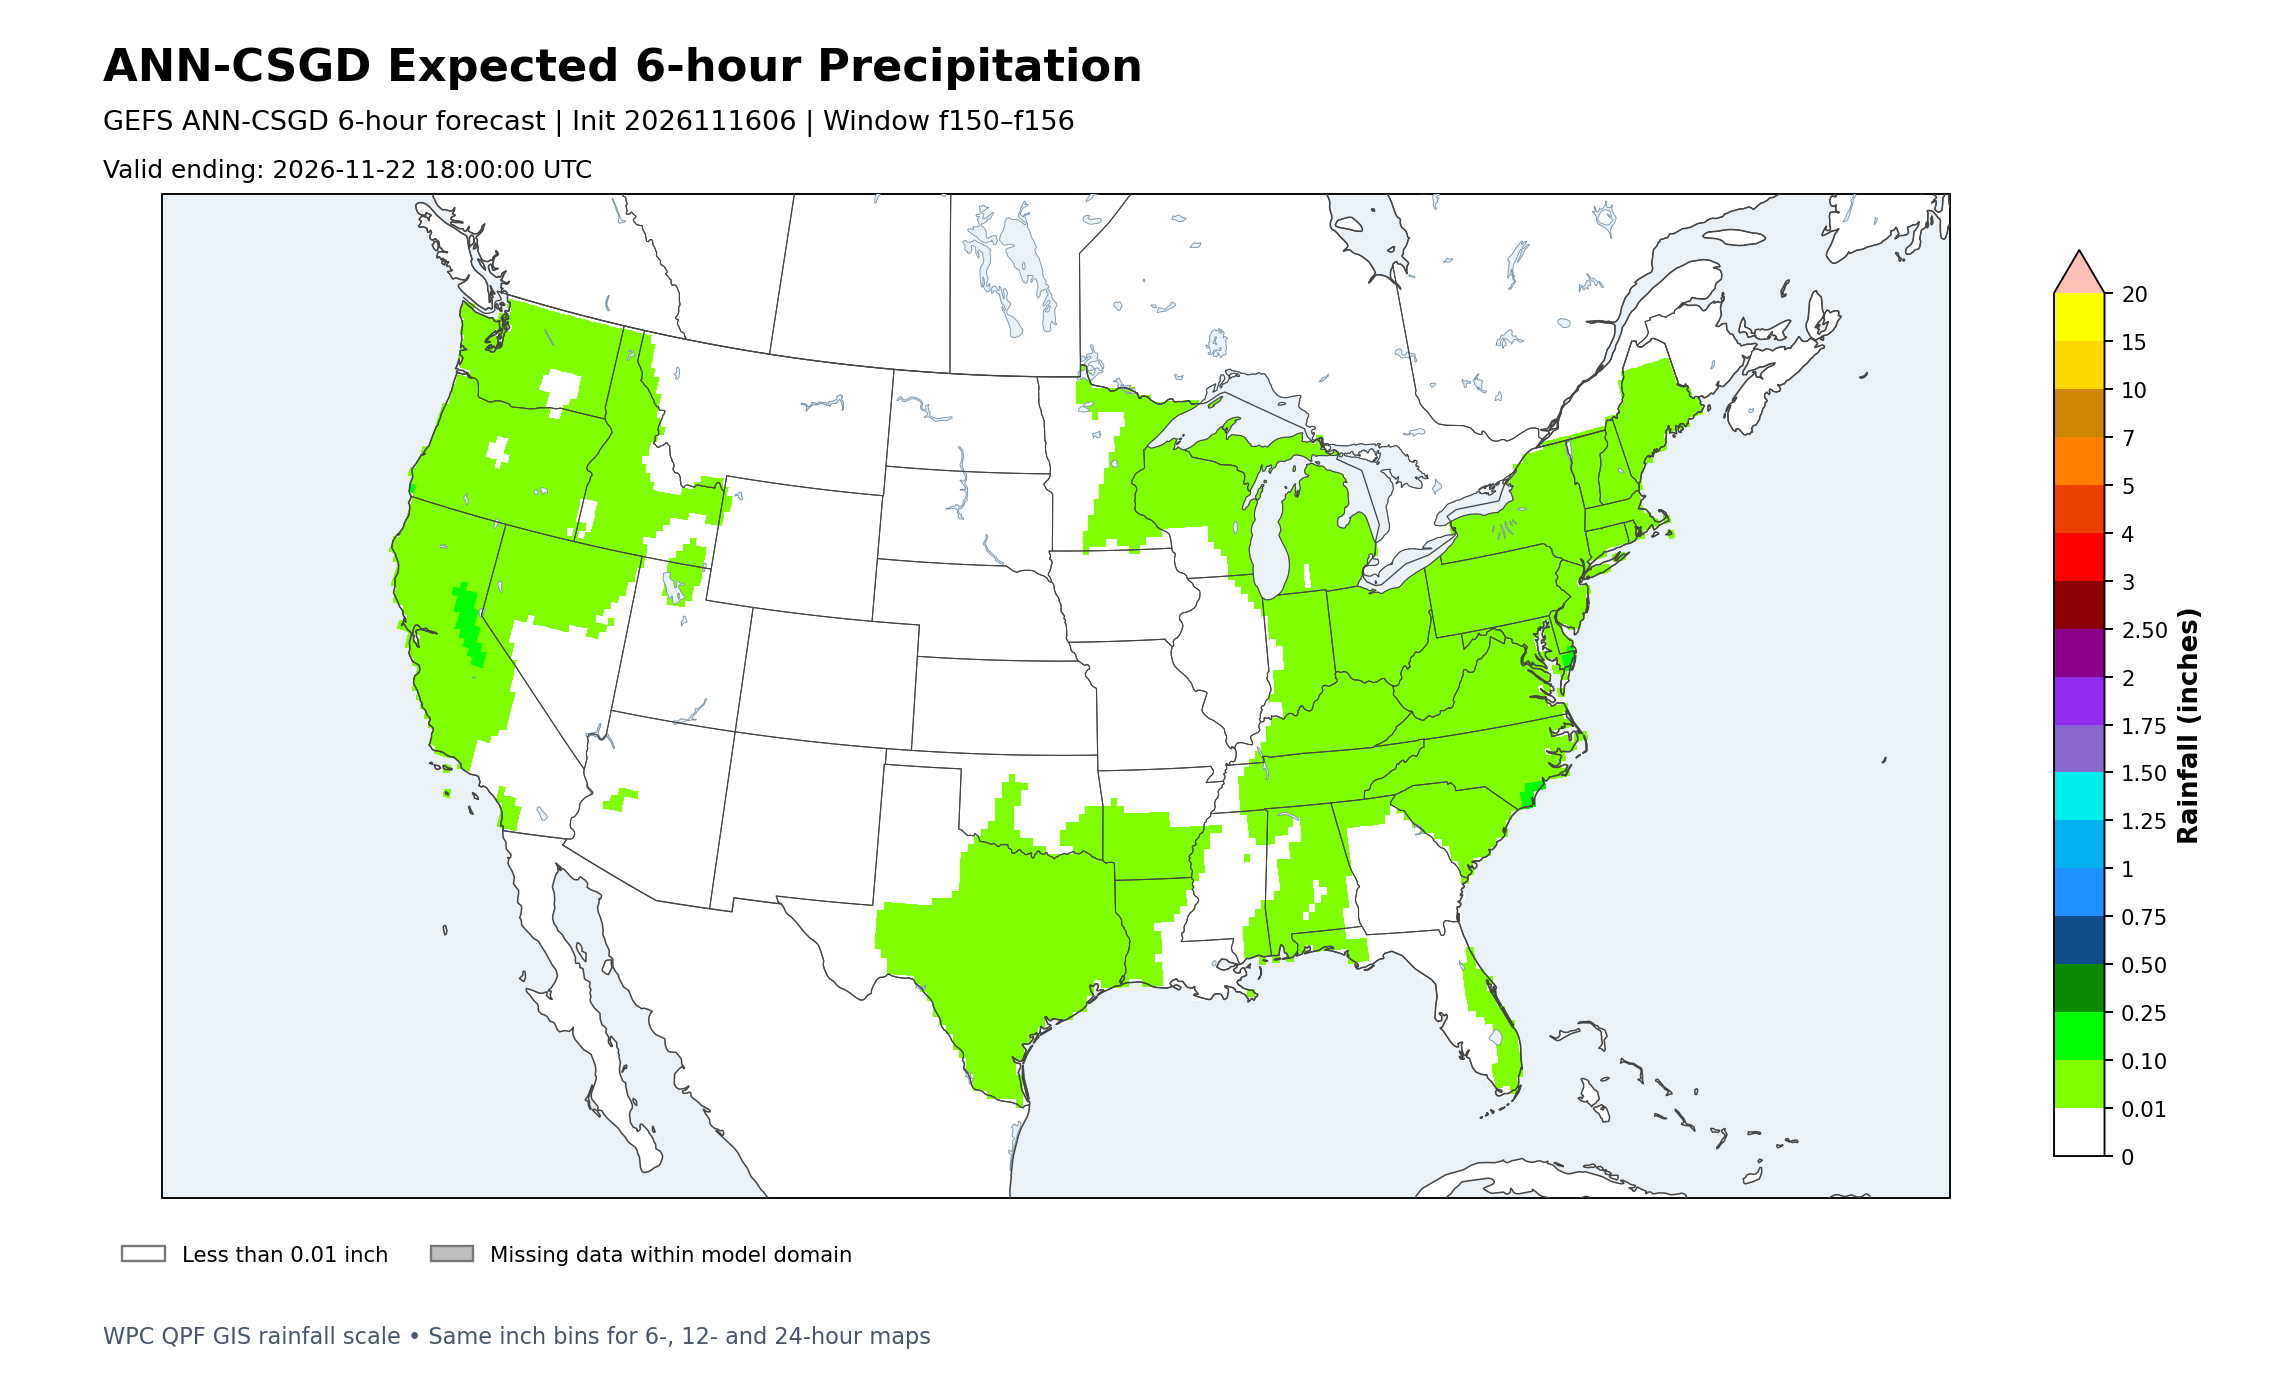 ANN-CSGD Expected 6-hour Precipitation
GEFS ANN-CSGD 6-hour forecast | Init 2026111606 | Window f150–f156
Valid ending: 2026-11-22 18:00:00 UTC
20
15
10
7
5
4
3
2.50
2
1.75
1.50
1.25
1
0.75
0.50
0.25
0.10
0.01
0
Rainfall (inches)
Less than 0.01 inch
Missing data within model domain
WPC QPF GIS rainfall scale • Same inch bins for 6-, 12- and 24-hour maps